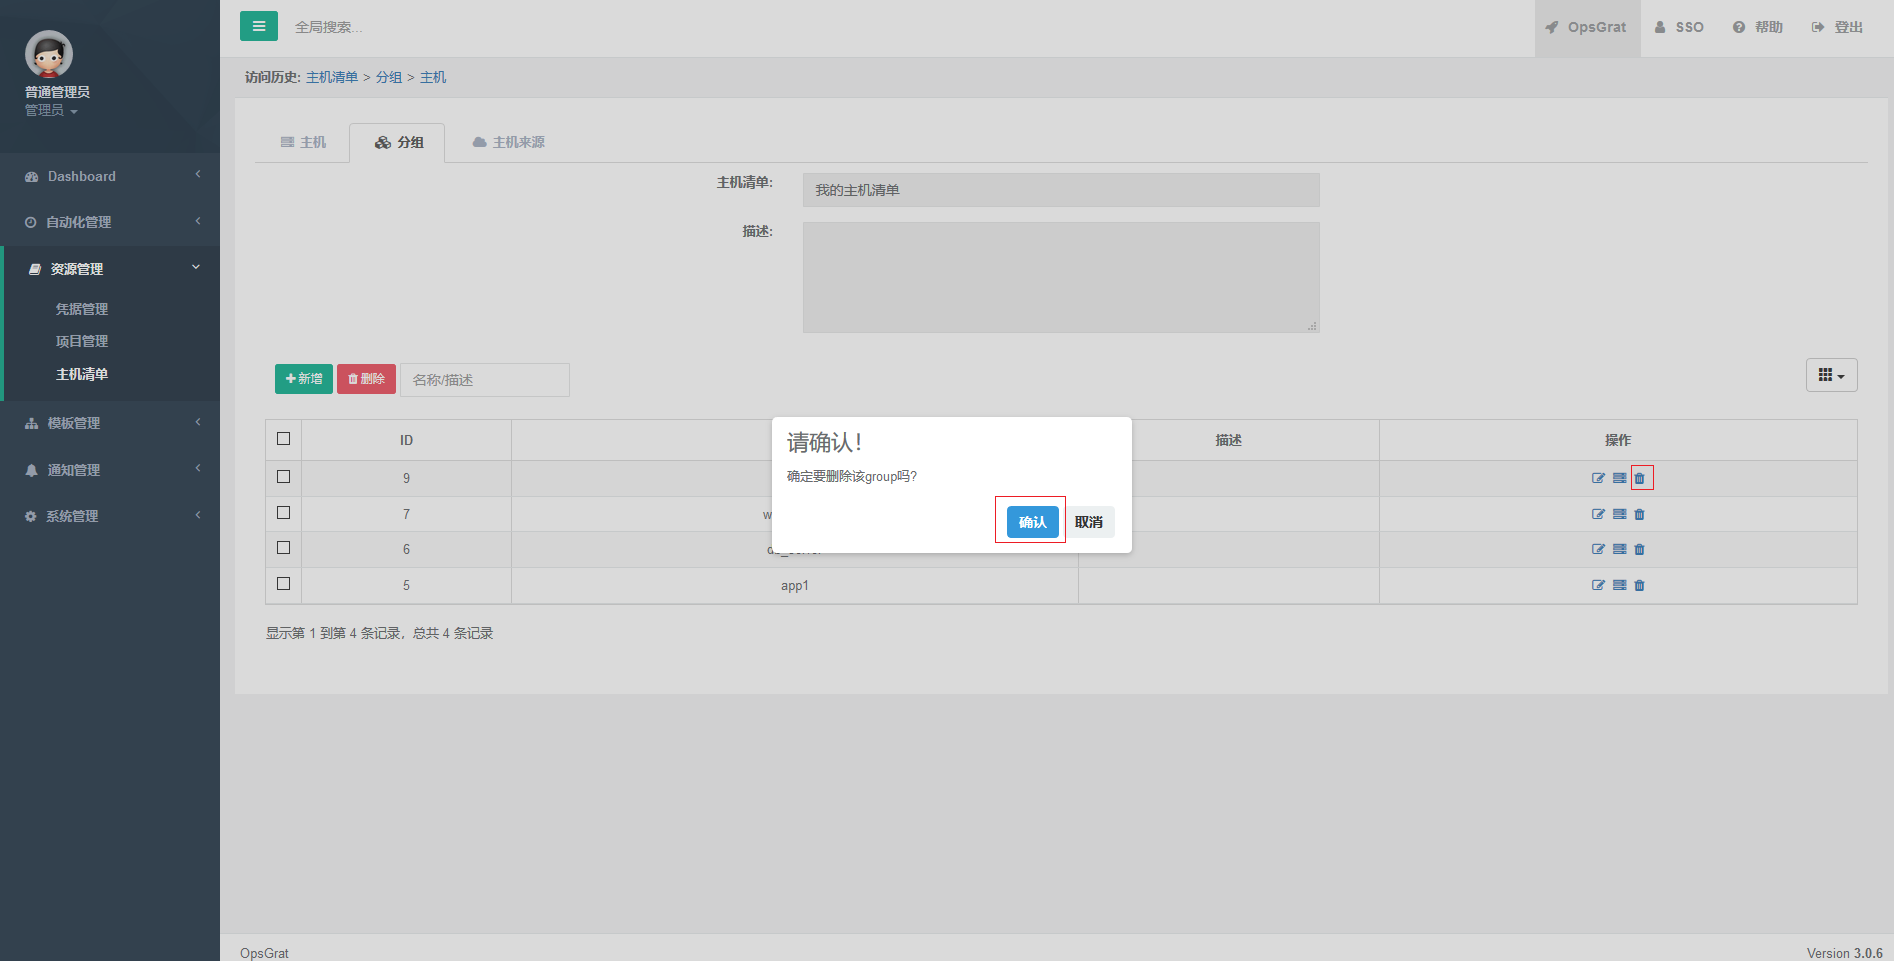 普通管理员
管理员
Dashboard
自动化管理
资源管理
凭据管理
项目管理
主机清单
模板管理
通知管理
系统管理
全局搜索...
OpsGrat
SSO
帮助
登出
访问历史: 主机清单 > 分组 > 主机
主机
分组
主机来源
主机清单:
我的主机清单
描述:
新增
删除
名称/描述
ID
描述
操作
9
7
6
5
app1
请确认！
确定要删除该group吗?
确认
取消
显示第 1 到第 4 条记录，总共 4 条记录
OpsGrat
Version 3.0.6